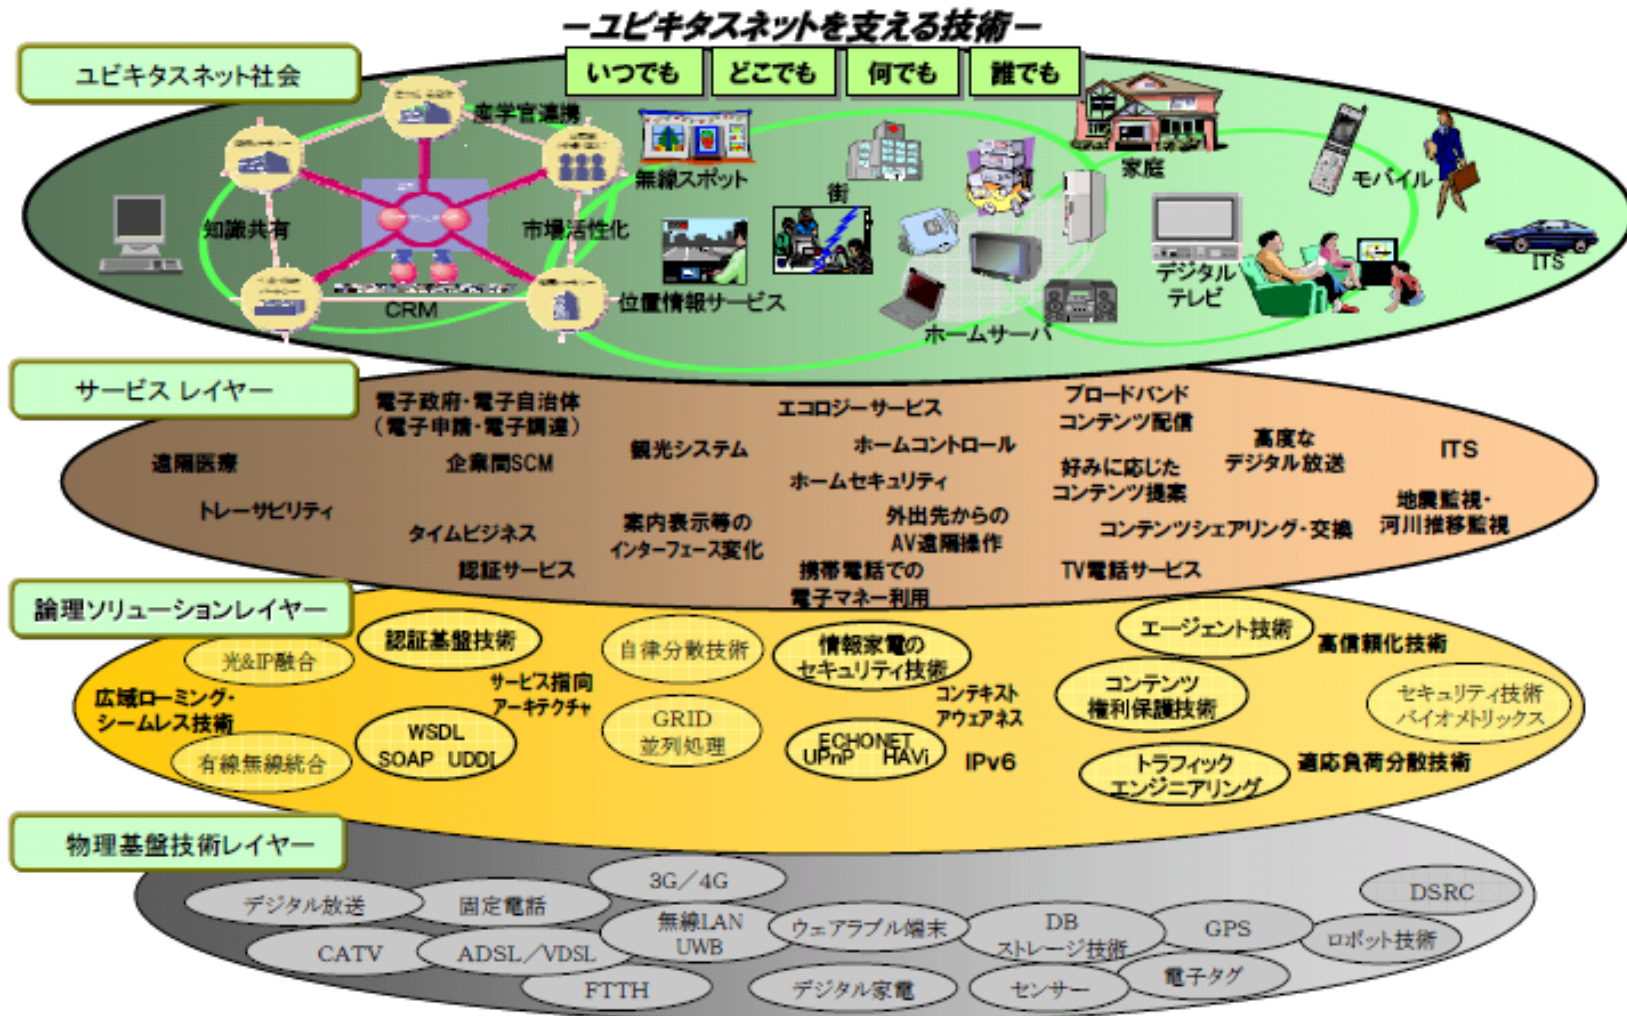 －ユビキタスネットを支える技術－
ユビキタスネット社会
いつでも
どこでも
何でも
誰でも
産学官連携
知識共有
市場活性化
CRM
無線スポット
位置情報サービス
街
ホームサーバ
家庭
デジタル
テレビ
モバイル
ITS
サービス レイヤー
電子政府・電子自治体
（電子申請・電子調達）
遠隔医療
企業間SCM
トレーサビリティ
タイムビジネス
認証サービス
観光システム
案内表示等の
インターフェース変化
エコロジーサービス
ホームコントロール
ホームセキュリティ
外出先からの
AV遠隔操作
携帯電話での
電子マネー利用
ブロードバンド
コンテンツ配信
好みに応じた
コンテンツ提案
高度な
デジタル放送
コンテンツシェアリング・交換
TV電話サービス
ITS
地震監視・
河川推移監視
論理ソリューションレイヤー
光&IP融合
広域ローミング・
シームレス技術
有線無線統合
認証基盤技術
サービス指向
アーキテクチャ
WSDL
SOAP UDDI
自律分散技術
GRID
並列処理
情報家電の
セキュリティ技術
ECHONET
UPnP HAVi
コンテキスト
アウェアネス
IPv6
エージェント技術
コンテンツ
権利保護技術
トラフィック
エンジニアリング
高信頼化技術
セキュリティ技術
バイオメトリックス
適応負荷分散技術
物理基盤技術レイヤー
デジタル放送
固定電話
3G／4G
CATV
ADSL／VDSL
無線LAN
UWB
FTTH
ウェアラブル端末
デジタル家電
DB
ストレージ技術
センサー
GPS
電子タグ
DSRC
ロボット技術